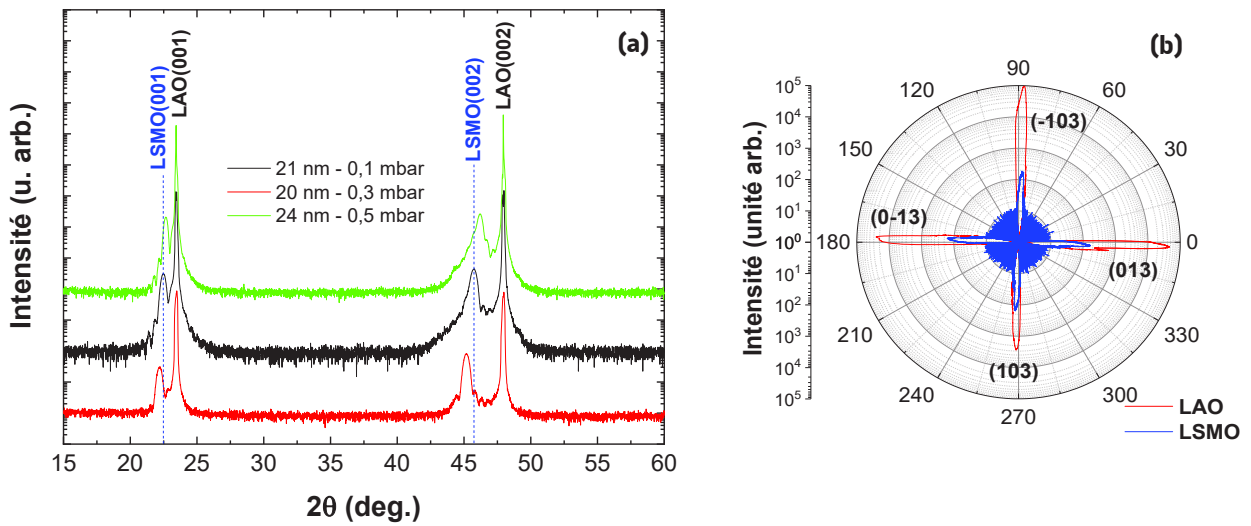 (a)
LSMO(001)
LAO(001)
LSMO(002)
LAO(002)
21 nm - 0,1 mbar
20 nm - 0,3 mbar
24 nm - 0,5 mbar
Intensité (u. arb.)
15 20 25 30 35 40 45 50 55 60
2θ (deg.)
(b)
90
120 60
150 30
180 0
210 330
240 300
270
10⁵
10⁴
10³
10²
10¹
10⁰
10¹
10²
10³
10⁴
10⁵
Intensité (unité arb.)
(-103)
(0-13)
(013)
(103)
LAO
LSMO